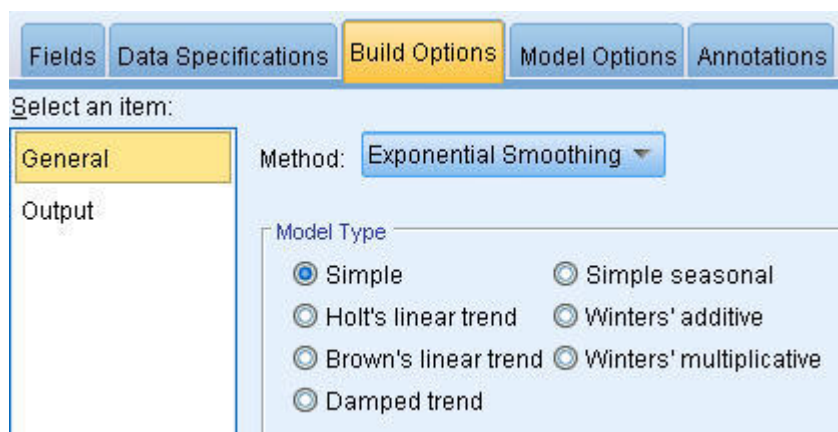 Fields Data Specifications Build Options Model Options Annotations
Select an item:
General
Output
Method: Exponential Smoothing
Model Type
Simple
Simple seasonal
Holt's linear trend
Winters' additive
Brown's linear trend
Winters' multiplicative
Damped trend